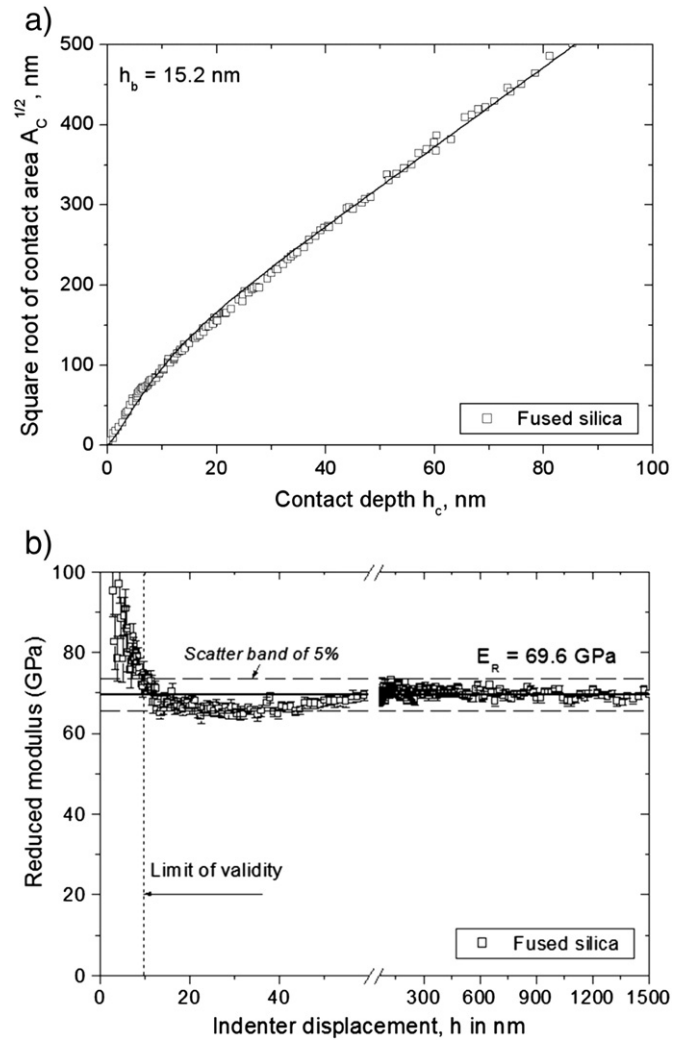 a)
500
400
300
200
100
0
h_b = 15.2 nm
Square root of contact area A_C^1/2, nm
Fused silica
0 20 40 60 80 100
Contact depth h_c, nm
b)
100
80
60
40
20
0
Scatter band of 5%
E_R = 69.6 GPa
Reduced modulus (GPa)
Limit of validity
Fused silica
0 20 40 300 600 900 1200 1500
Indenter displacement, h in nm